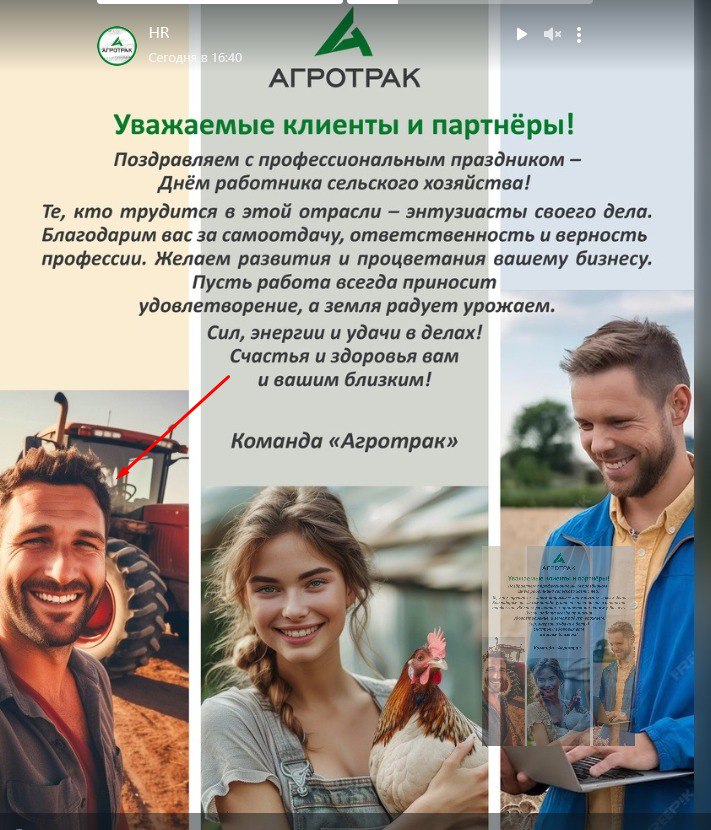 HR
АГРОТРАК
Сегодня в 16:40
АГРОТРАК
Уважаемые клиенты и партнёры!
Поздравляем с профессиональным праздником –
Днём работника сельского хозяйства!
Те, кто трудится в этой отрасли – энтузиасты своего дела.
Благодарим вас за самоотдачу, ответственность и верность
профессии. Желаем развития и процветания вашему бизнесу.
Пусть работа всегда приносит
удовлетворение, а земля радует урожаем.
Сил, энергии и удачи в делах!
Счастья и здоровья вам
и вашим близким!
Команда «Агротрак»
АГРОТРАК
Уважаемые клиенты и партнёры!
Команда «Агротрак»